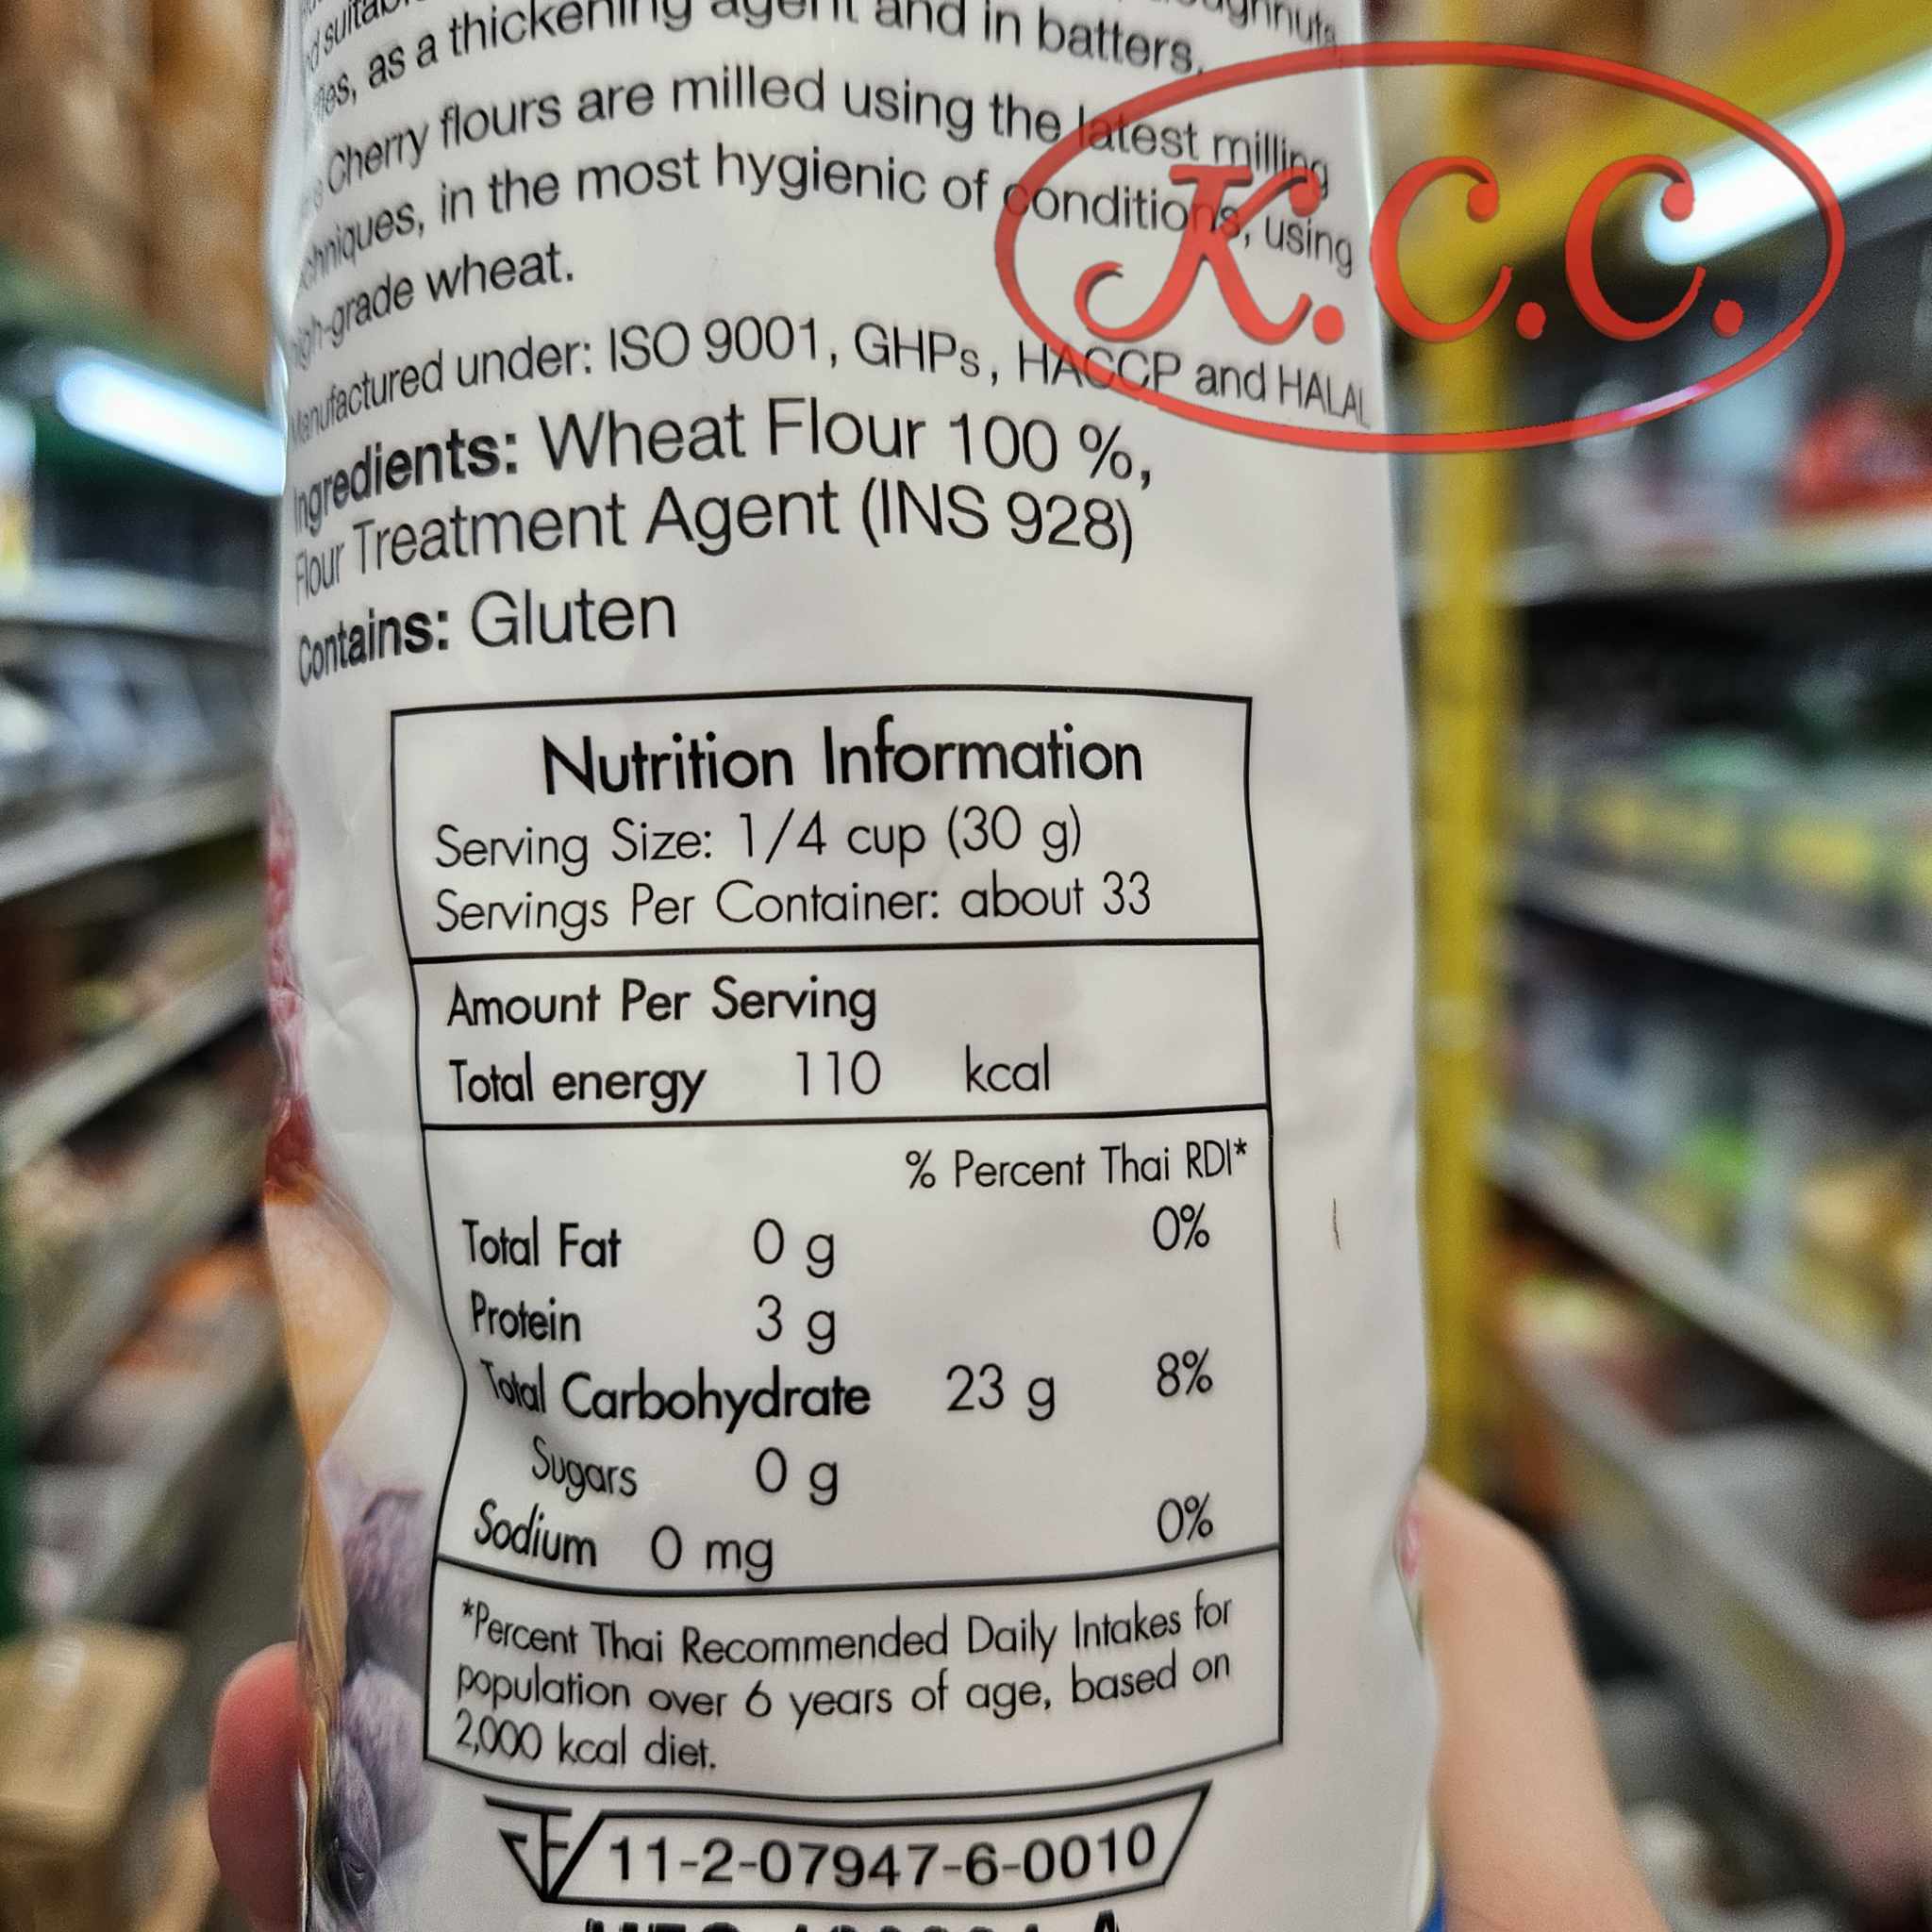 as a thickening agent and in batters.
Cherry flours are milled using the latest milling
in the most hygienic of conditions, using
high-grade wheat.
Manufactured under: ISO 9001, GHPs, HACCP and HALAL
Ingredients: Wheat Flour 100 %,
Flour Treatment Agent (INS 928)
Contains: Gluten
K.C.C.
Nutrition Information
Serving Size: 1/4 cup (30 g)
Servings Per Container: about 33
Amount Per Serving
Total energy 110 kcal
% Percent Thai RDI*
Total Fat 0 g 0%
Protein 3 g
Total Carbohydrate 23 g 8%
Sugars 0 g
Sodium 0 mg 0%
*Percent Thai Recommended Daily Intakes for
population over 6 years of age, based on
2,000 kcal diet.
11-2-07947-6-0010